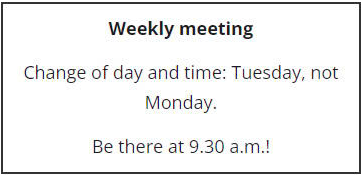 Weekly meeting
Change of day and time: Tuesday, not
Monday.
Be there at 9.30 a.m.!